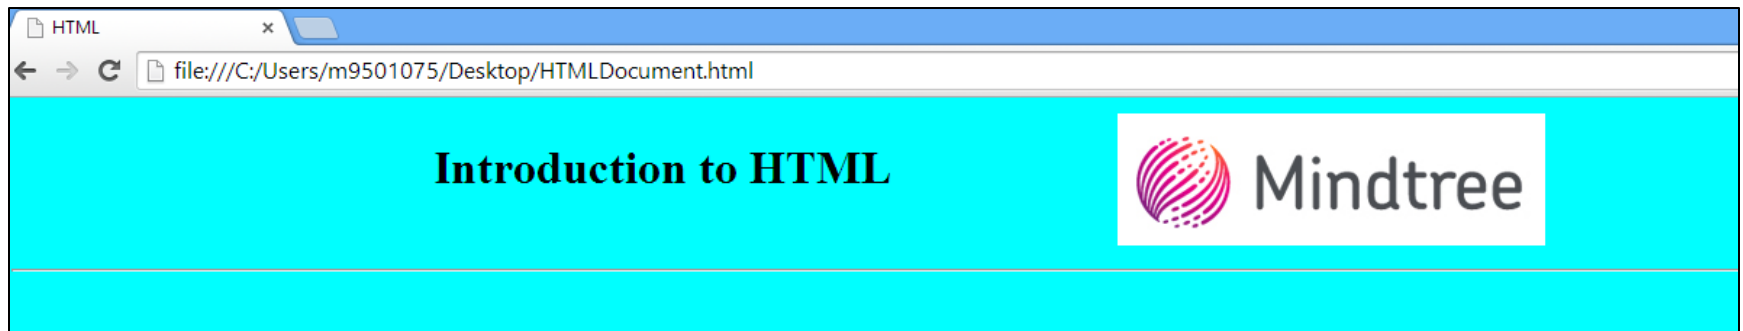 HTML
file:///C:/Users/m9501075/Desktop/HTMLDocument.html
Introduction to HTML
Mindtree